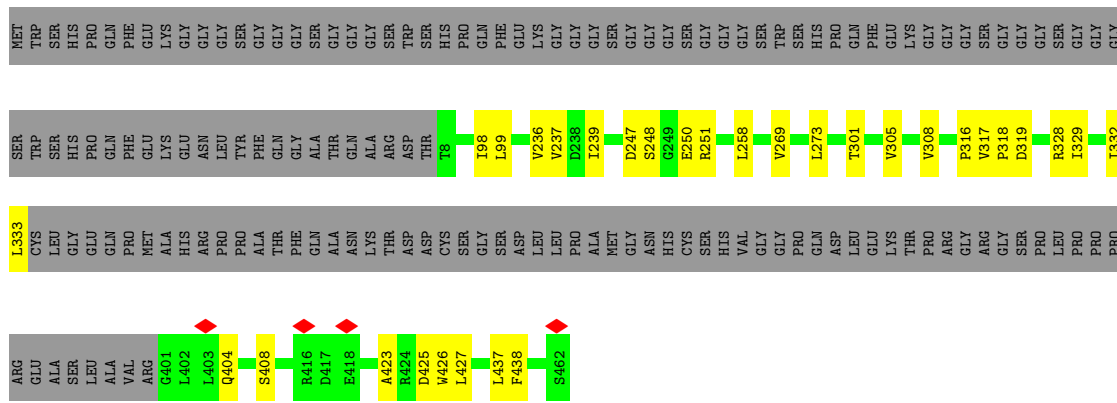 MET TRP SER HIS PRO GLN PHE GLU LYS GLY GLY GLY SER GLY GLY GLY SER GLY GLY GLY SER TRP SER HIS PRO GLN PHE GLU LYS GLY GLY GLY SER GLY GLY GLY SER GLY GLY SER TRP SER HIS PRO GLN PHE GLU LYS GLY GLY GLY SER GLY GLY GLY SER GLY GLY GLY
SER TRP SER HIS PRO GLN PHE GLU LYS GLU ASN LEU TYR PHE GLN GLY ALA THR GLN ALA ARG ASP THR T8 I98 L99 V236 V237 D238 I239 D247 S248 G249 E250 R251 L258 V269 L273 T301 V305 V308 P316 V317 P318 D319 R328 I329 I332
L333 CYS LEU GLY GLU GLN PRO MET ALA HIS ARG PRO PRO ALA THR PHE GLN ALA ASN LYS THR ASP ASP CYS SER GLY SER ASP LEU LEU PRO ALA MET GLY ASN HIS CYS SER HIS VAL GLY GLY PRO GLN ASP LEU GLU LYS THR PRO ARG GLY ARG GLY SER PRO LEU PRO PRO PRO
ARG GLU ALA SER LEU ALA VAL ARG G401 L402 L403 Q404 S408 R416 D417 E418 A423 R424 D425 W426 L427 L437 F438 S462